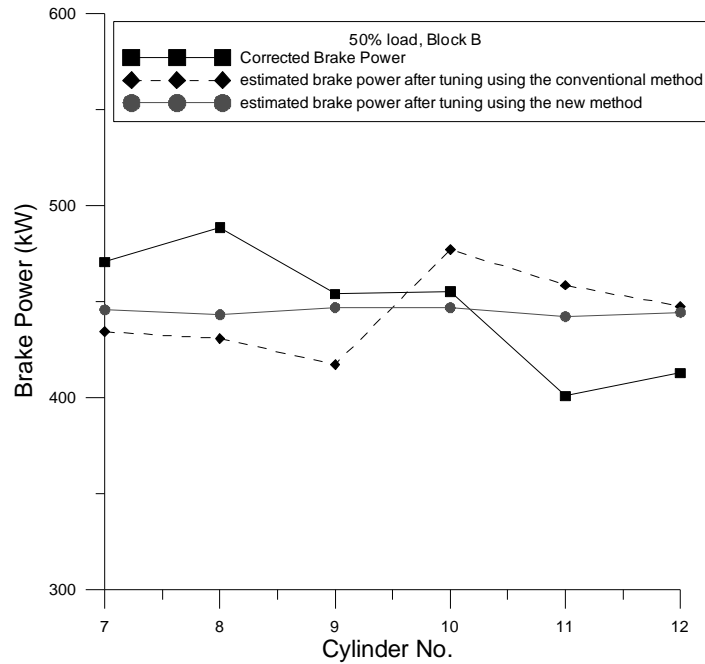 600
50% load, Block B
Corrected Brake Power
estimated brake power after tuning using the conventional method
estimated brake power after tuning using the new method
500
Brake Power (kW)
400
300
7 8 9 10 11 12
Cylinder No.